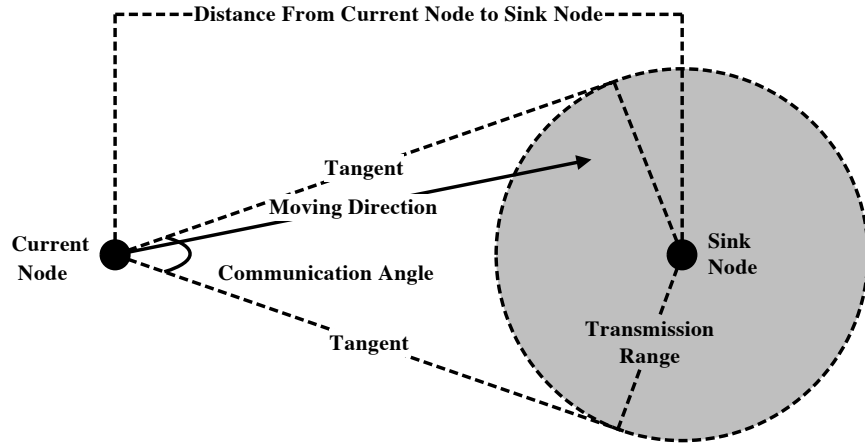 Distance From Current Node to Sink Node
Tangent
Moving Direction
Current
Node
Communication Angle
Sink
Node
Tangent
Transmission
Range